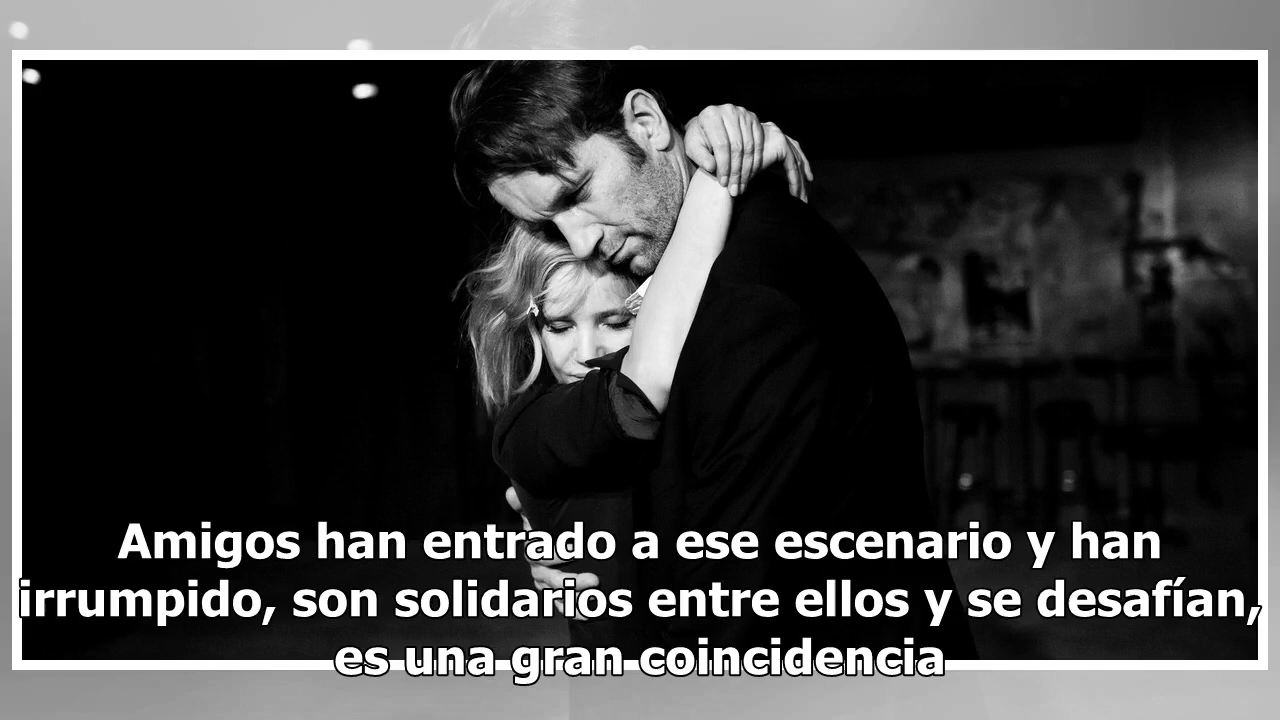 Amigos han entrado a ese escenario y han
irrumpido, son solidarios entre ellos y se desafían,
es una gran coincidencia